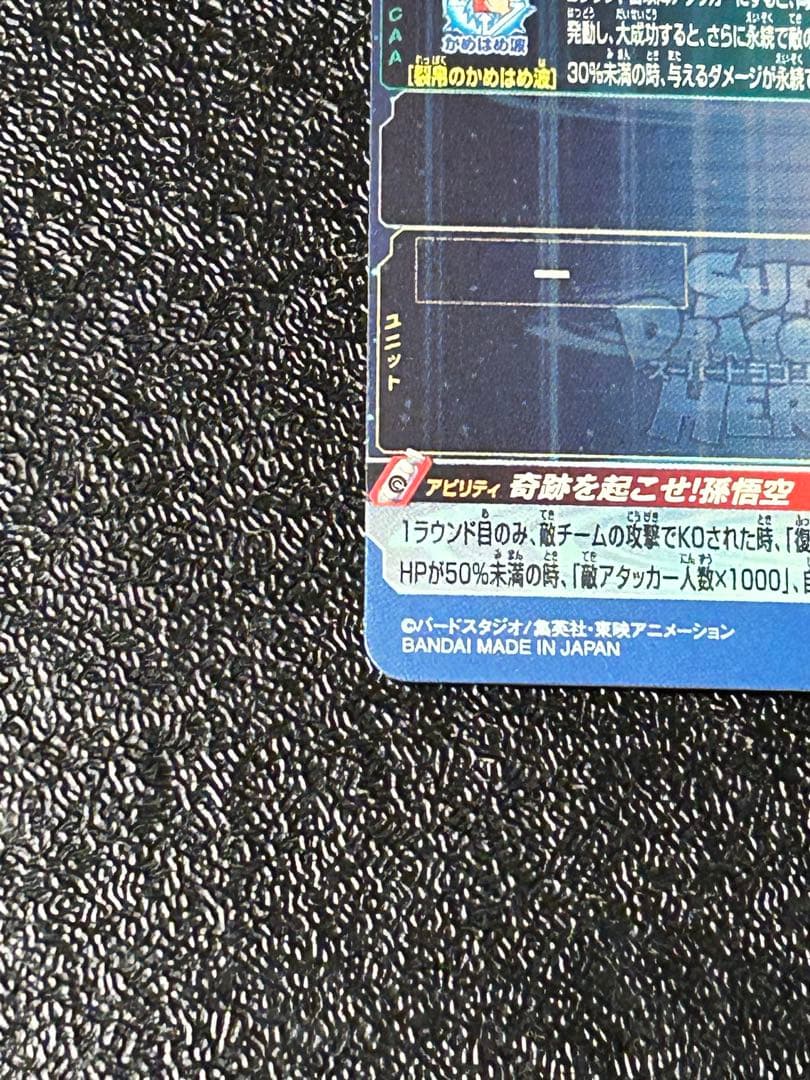 CAA
かめはめ波
[裂帛のかめはめ波]
発動し、大成功すると、さらに永続で敵の
30%未満の時、与えるダメージが永続
ユニット
ー
SUP
DRAGO
スーパードラゴン
HER
アビリティ 奇跡を起こせ!孫悟空
1ラウンド目のみ、敵チームの攻撃でKOされた時、「復
HPが50%未満の時、「敵アタッカー人数×1000」、
©バードスタジオ/集英社・東映アニメーション
BANDAI MADE IN JAPAN